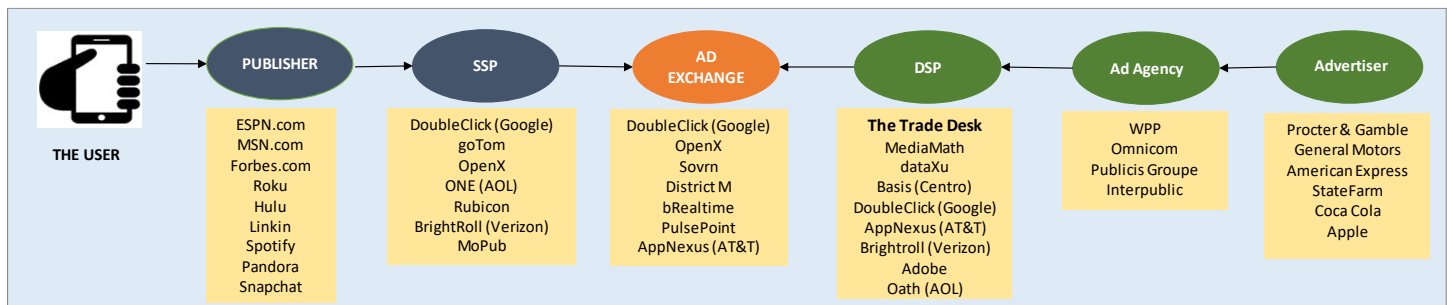 THE USER
PUBLISHER
ESPN.com
MSN.com
Forbes.com
Roku
Hulu
Linkin
Spotify
Pandora
Snapchat
SSP
DoubleClick (Google)
goTom
OpenX
ONE (AOL)
Rubicon
BrightRoll (Verizon)
MoPub
AD
EXCHANGE
DoubleClick (Google)
OpenX
Sovrn
District M
bRealtime
PulsePoint
AppNexus (AT&T)
DSP
The Trade Desk
MediaMath
dataXu
Basis (Centro)
DoubleClick (Google)
AppNexus (AT&T)
Brightroll (Verizon)
Adobe
Oath (AOL)
Ad Agency
WPP
Omnicom
Publicis Groupe
Interpublic
Advertiser
Procter & Gamble
General Motors
American Express
StateFarm
Coca Cola
Apple